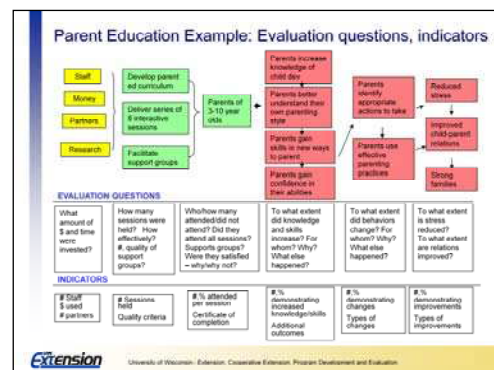 Parent Education Example: Evaluation questions, indicators
Staff
Money
Partners
Research
Develop parent
ed curriculum
Deliver series of
8 interactive
sessions
Facilitate
support groups
Parents of
3-10 year
olds
Parents increase
knowledge of
child dev
Parents better
understand their
own parenting
style
Parents gain
skills in new ways
to parent
Parents gain
confidence in
their abilities
Parents
identify
appropriate
actions to take
Parents use
effective
parenting
practices
Reduced
stress
Improved
child-parent
relations
Strong
families
EVALUATION QUESTIONS
What
amount of
$ and time
were
invested?
How many
sessions were
held? How
effectively?
#, quality of
support
groups?
Who/how many
attended/did not
attend? Did they
attend all sessions?
Supports groups?
Were they satisfied
– why/why not?
To what extent
did knowledge
and skills
increase? For
whom? Why?
What else
happened?
To what extent
did behaviors
change? For
whom? Why?
What else
happened?
To what extent
is stress
reduced?
To what extent
are relations
improved?
INDICATORS
# Staff
$ used
# partners
# Sessions
held
Quality criteria
#,% attended
per session
Certificate of
completion
#,%
demonstrating
increased
knowledge/skills
Additional
outcomes
#,%
demonstrating
changes
Types of
changes
#,%
demonstrating
improvements
Types of
improvements
Extension
University of Wisconsin - Extension, Cooperative Extension, Program Development and Evaluation